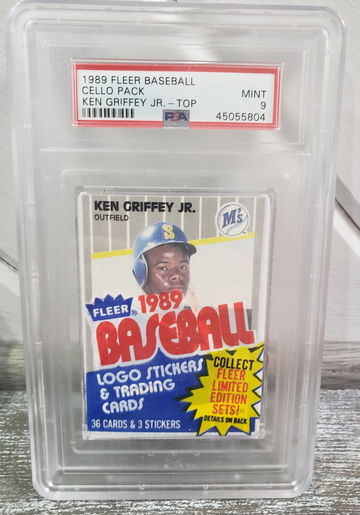 1989 FLEER BASEBALL
CELLO PACK MINT
KEN GRIFFEY JR. - TOP 9
PSA 45055804
KEN GRIFFEY JR.
OUTFIELD
M's
S
FLEER 1989
BASEBALL
LOGO STICKERS
& TRADING
CARDS
36 CARDS & 3 STICKERS
COLLECT
FLEER
LIMITED
EDITION
SETS!
DETAILS ON BACK